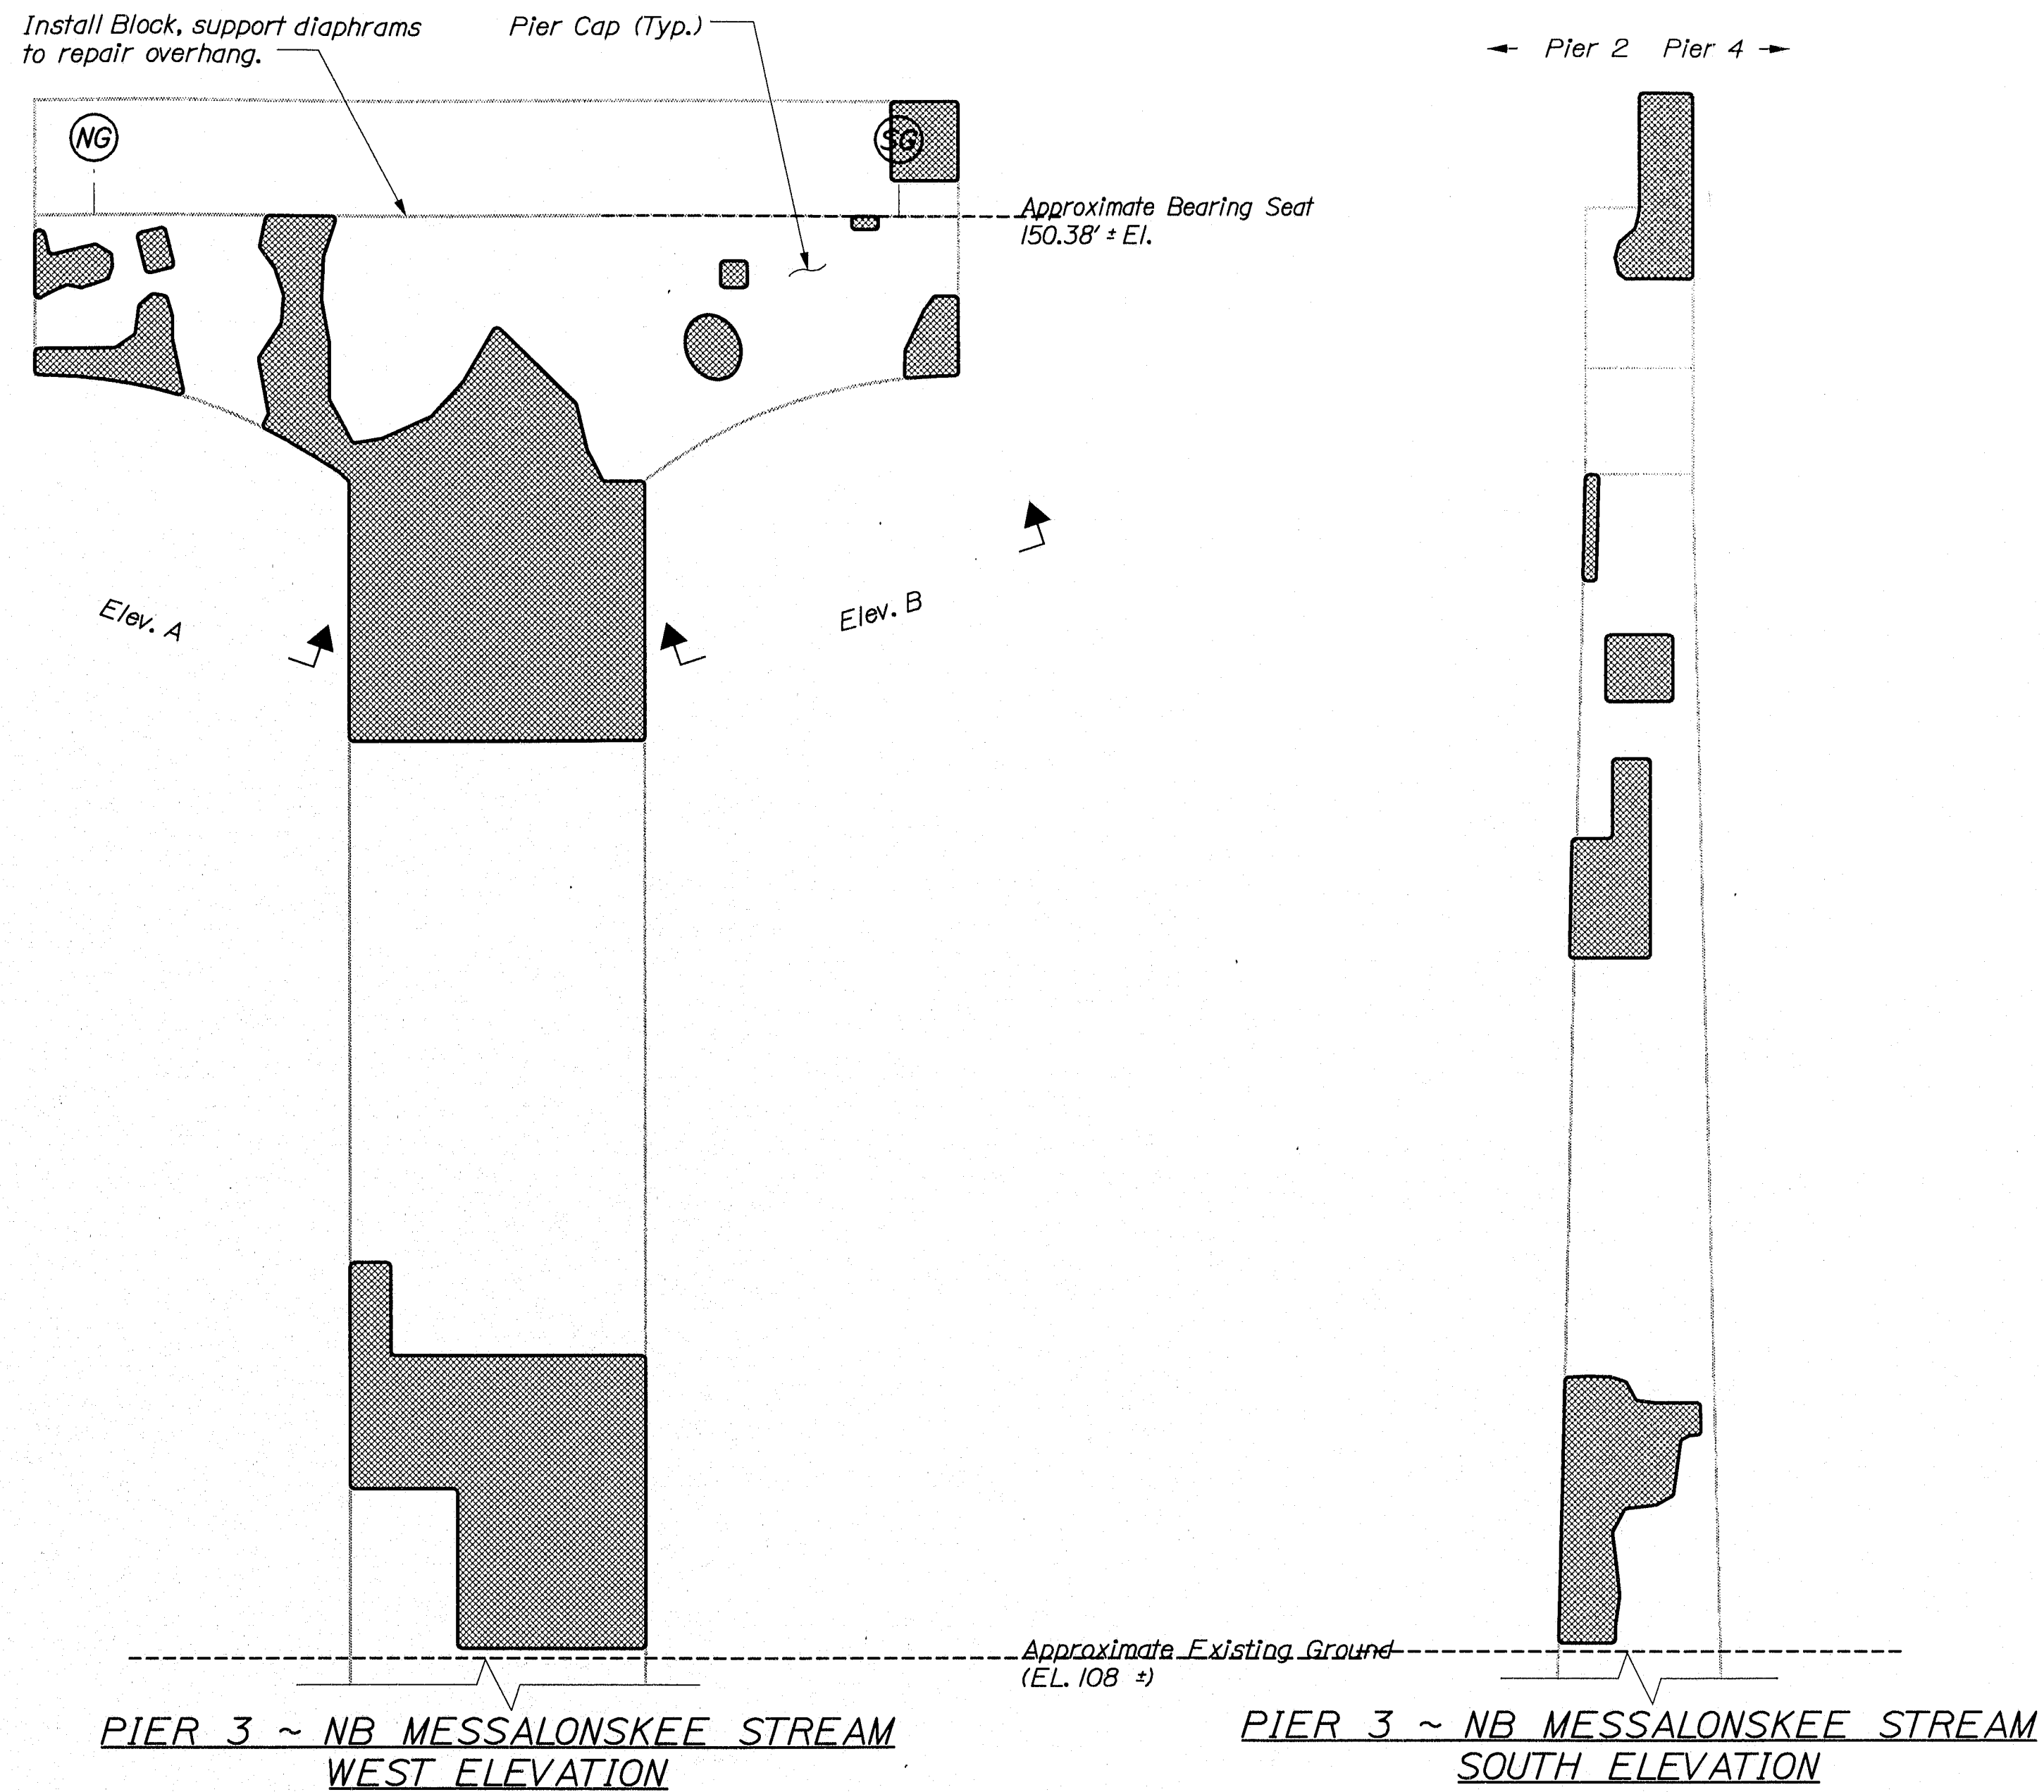 Install Block, support diaphrams
to repair overhang.
Pier Cap (Typ.)
← Pier 2 Pier 4 →
NG
SG
Approximate Bearing Seat
150.38' ± El.
Elev. A
Elev. B
Approximate Existing Ground
(EL. 108 ±)
PIER 3 ~ NB MESSALONSKEE STREAM
WEST ELEVATION
PIER 3 ~ NB MESSALONSKEE STREAM
SOUTH ELEVATION